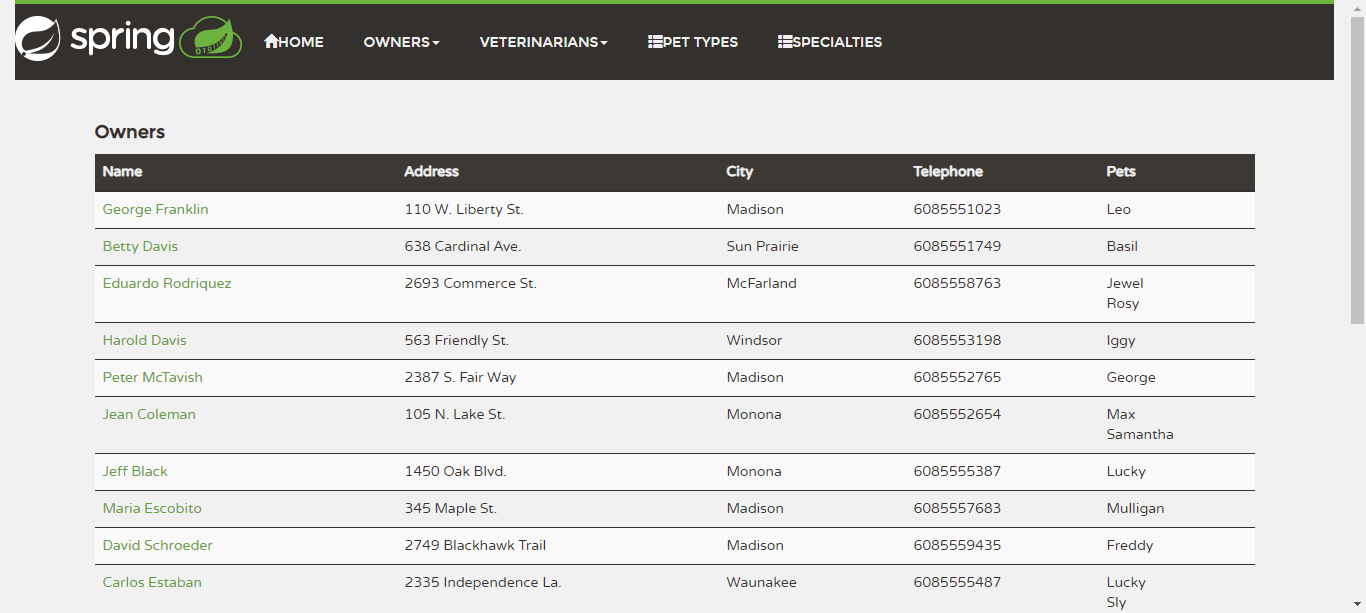 spring HOME OWNERS VETERINARIANS PET TYPES SPECIALTIES
Owners
Name Address City Telephone Pets
George Franklin 110 W. Liberty St. Madison 6085551023 Leo
Betty Davis 638 Cardinal Ave. Sun Prairie 6085551749 Basil
Eduardo Rodriquez 2693 Commerce St. McFarland 6085558763 Jewel
Rosy
Harold Davis 563 Friendly St. Windsor 6085553198 Iggy
Peter McTavish 2387 S. Fair Way Madison 6085552765 George
Jean Coleman 105 N. Lake St. Monona 6085552654 Max
Samantha
Jeff Black 1450 Oak Blvd. Monona 6085555387 Lucky
Maria Escobito 345 Maple St. Madison 6085557683 Mulligan
David Schroeder 2749 Blackhawk Trail Madison 6085559435 Freddy
Carlos Estaban 2335 Independence La. Waunakee 6085555487 Lucky
Sly